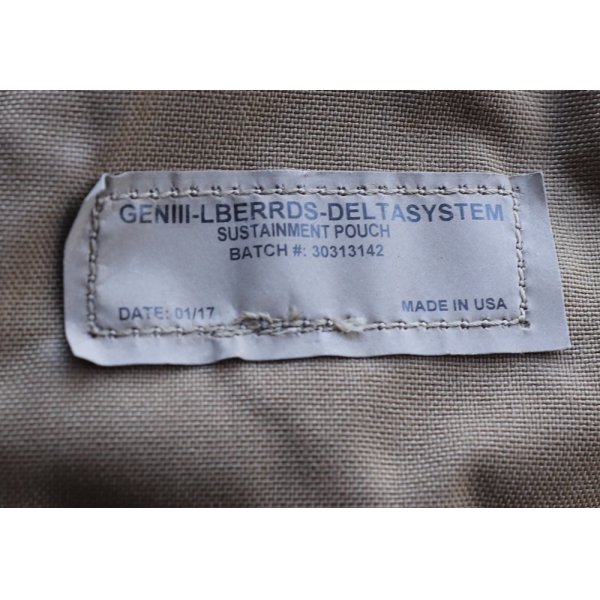 GENIII-LBERRDS-DELTASYSTEM
SUSTAINMENT POUCH
BATCH #: 30313142
DATE: 01/17 MADE IN USA